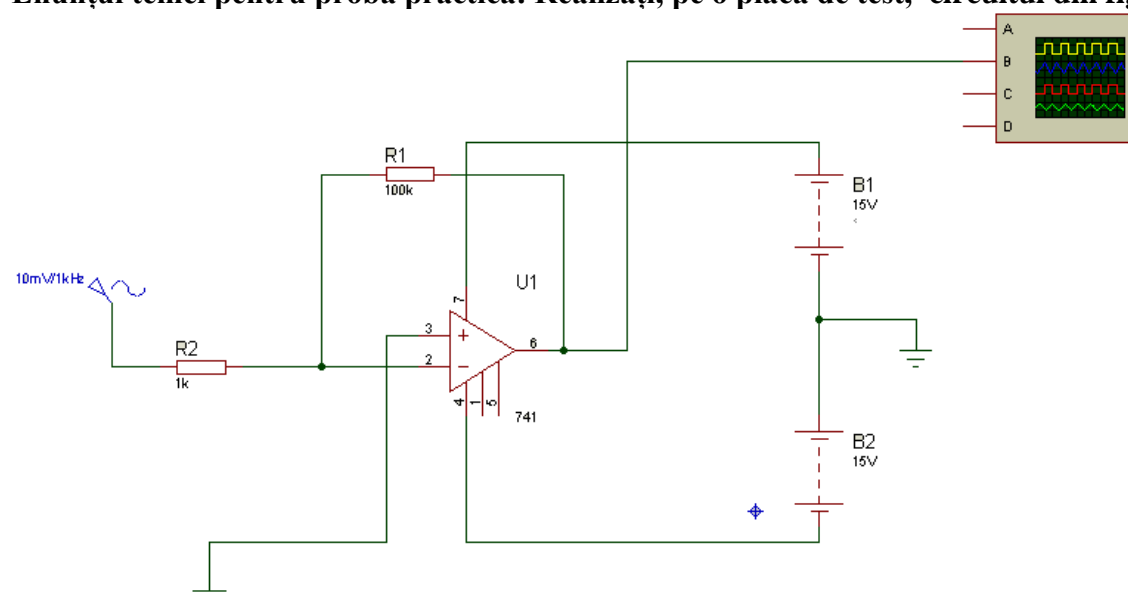 Enunțul temei pentru proba practică: Realizați, pe o placă de test, circuitul din
A
B
C
D
R1
100k
B1
15V
10mV/1kHz
U1
7
3
6
R2
2
1k
4
1
5
741
B2
15V